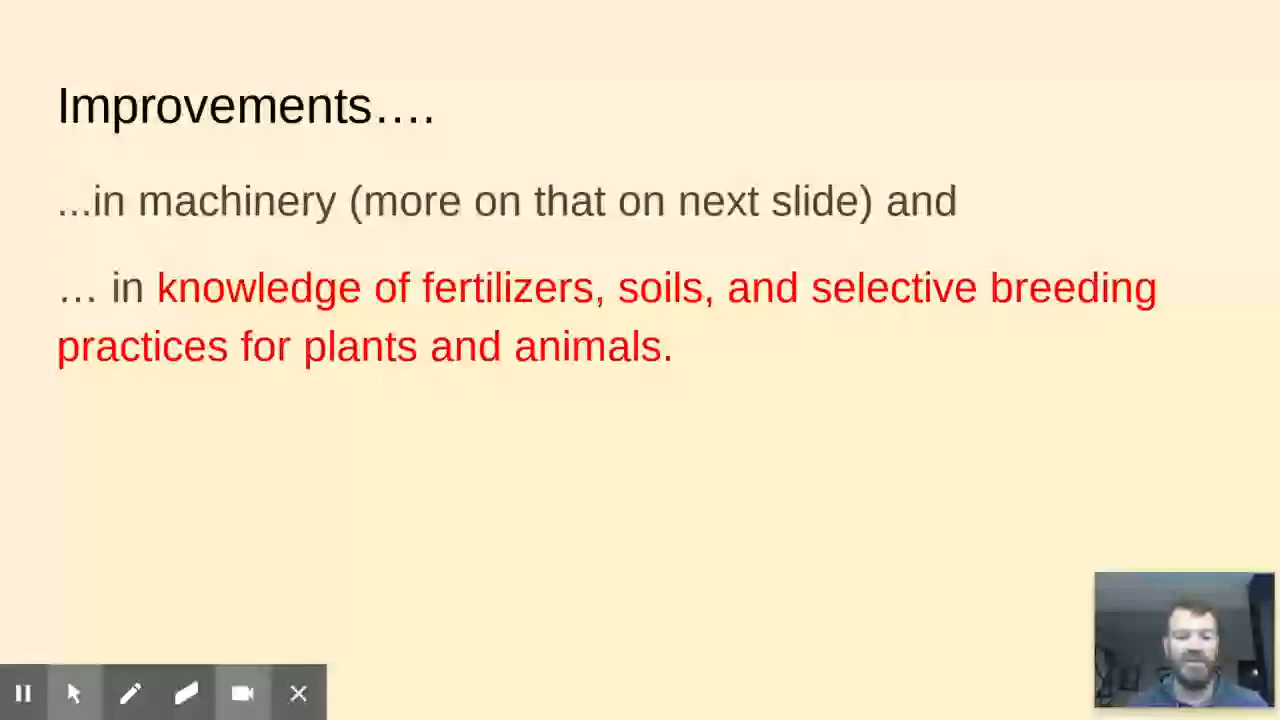 Improvements….
...in machinery (more on that on next slide) and
… in knowledge of fertilizers, soils, and selective breeding
practices for plants and animals.